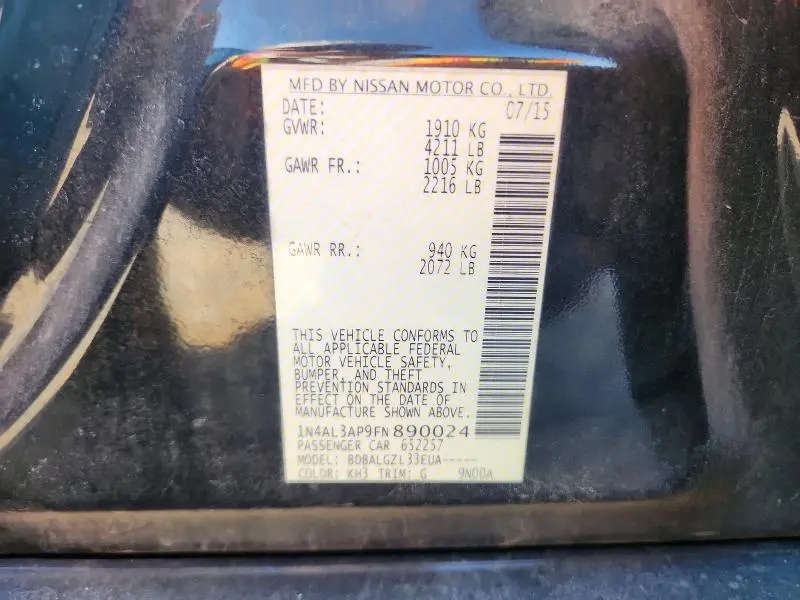 MFD BY NISSAN MOTOR CO., LTD.
DATE: 07/15
GVWR: 1910 KG
4211 LB
GAWR FR.: 1005 KG
2216 LB
GAWR RR.: 940 KG
2072 LB
THIS VEHICLE CONFORMS TO
ALL APPLICABLE FEDERAL
MOTOR VEHICLE SAFETY,
BUMPER, AND THEFT
PREVENTION STANDARDS IN
EFFECT ON THE DATE OF
MANUFACTURE SHOWN ABOVE.
1N4AL3AP9FN 890024
PASSENGER CAR 652257
MODEL: BDBALGZL33EUA-----
COLOR: KH3 TRIM: G 9N00A